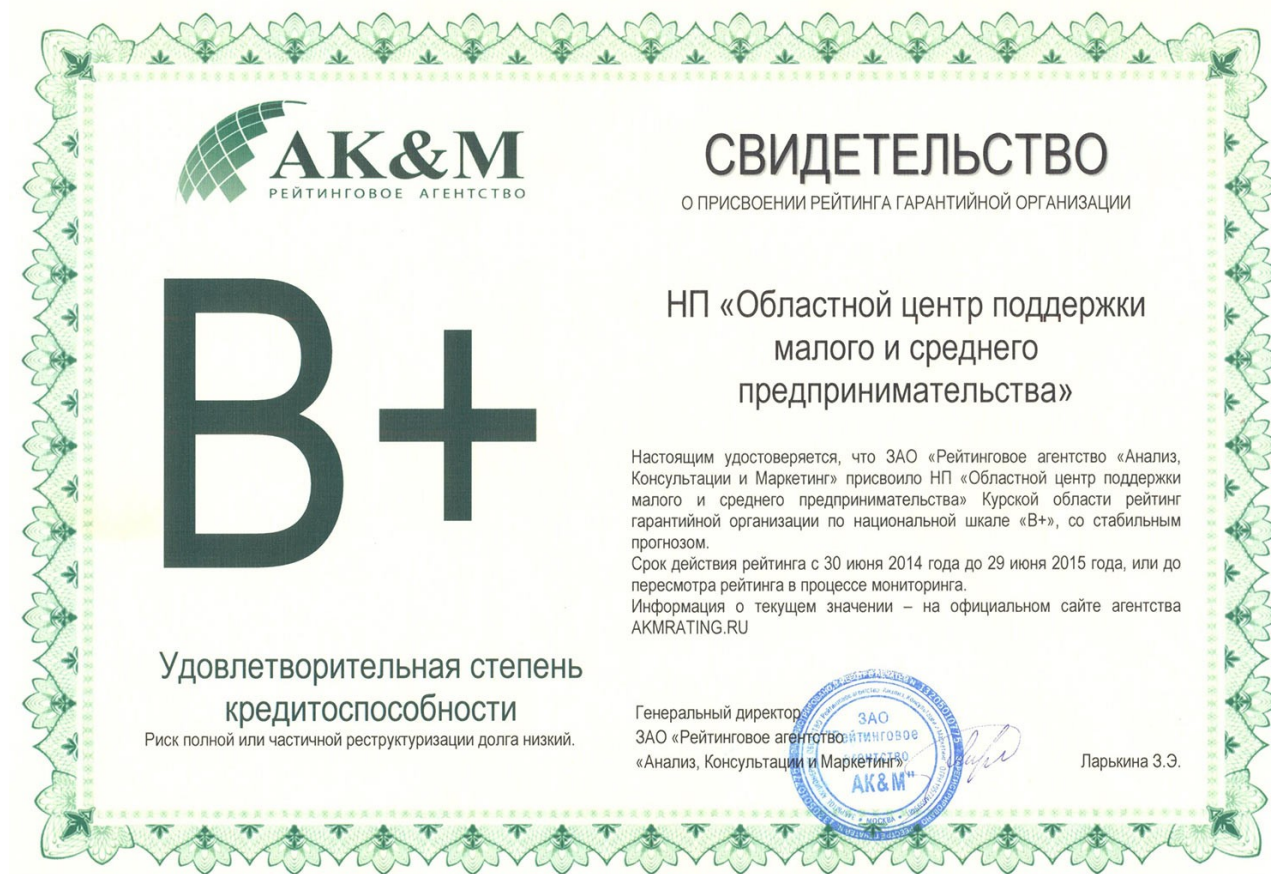 AK&M
РЕЙТИНГОВОЕ АГЕНТСТВО
B+
Удовлетворительная степень
кредитоспособности
Риск полной или частичной реструктуризации долга низкий.
СВИДЕТЕЛЬСТВО
О ПРИСВОЕНИИ РЕЙТИНГА ГАРАНТИЙНОЙ ОРГАНИЗАЦИИ
НП «Областной центр поддержки
малого и среднего
предпринимательства»
Настоящим удостоверяется, что ЗАО «Рейтинговое агентство «Анализ,
Консультации и Маркетинг» присвоило НП «Областной центр поддержки
малого и среднего предпринимательства» Курской области рейтинг
гарантийной организации по национальной шкале «В+», со стабильным
прогнозом.
Срок действия рейтинга с 30 июня 2014 года до 29 июня 2015 года, или до
пересмотра рейтинга в процессе мониторинга.
Информация о текущем значении – на официальном сайте агентства
AKMRATING.RU
Генеральный директор
ЗАО «Рейтинговое агентство
«Анализ, Консультации и Маркетинг»
Ларькина З.Э.
ЗАО
"Рейтинговое
агентство
АК&М"
МОСКВА